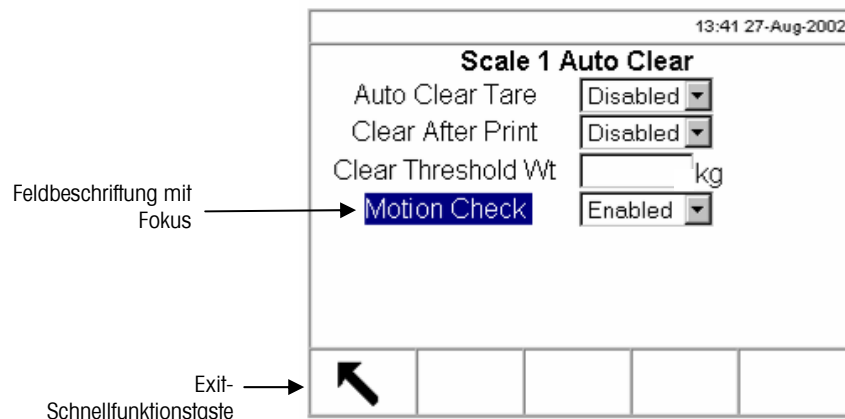 13:41 27-Aug-2002
Scale 1 Auto Clear
Auto Clear Tare Disabled
Clear After Print Disabled
Clear Threshold Wt kg
Feldbeschriftung mit
Fokus
Motion Check Enabled
Exit-
Schnellfunktionstaste